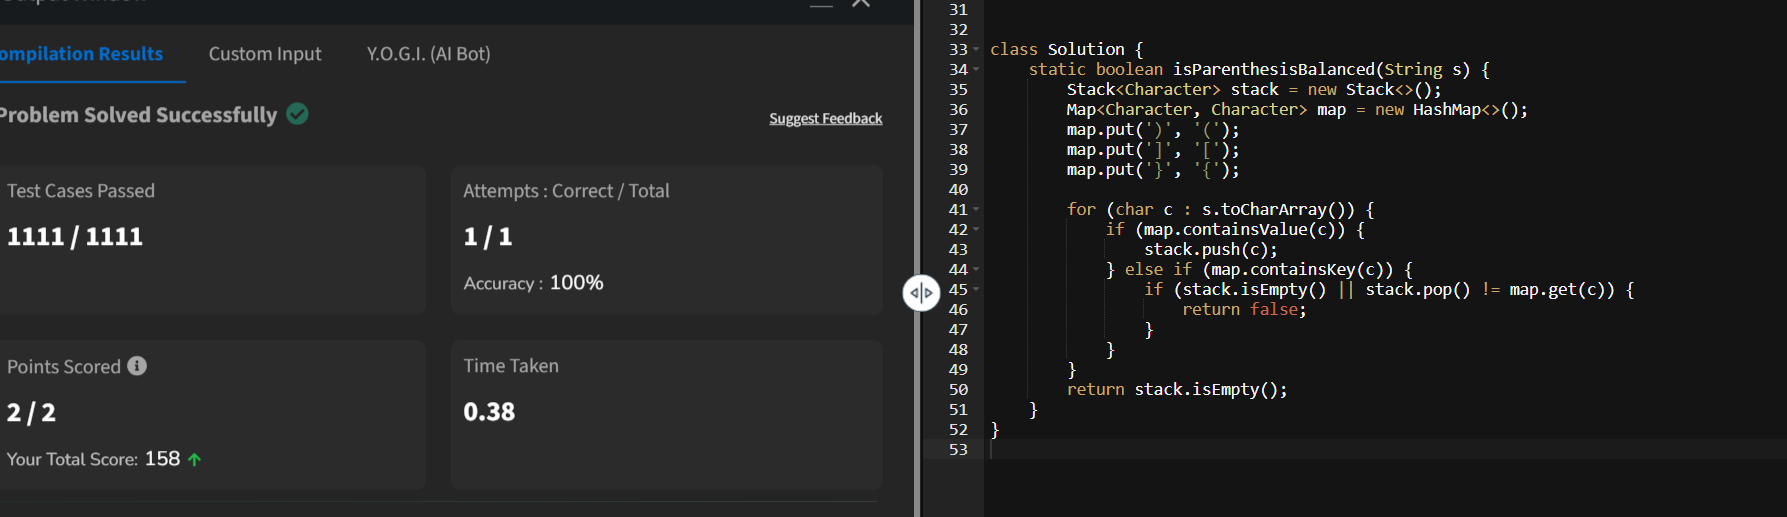 Compilation Results Custom Input Y.O.G.I. (AI Bot)
Problem Solved Successfully
Suggest Feedback
Test Cases Passed
1111 / 1111
Attempts : Correct / Total
1 / 1
Accuracy : 100%
Points Scored
2 / 2
Your Total Score: 158
Time Taken
0.38
31
32
33 class Solution {
34     static boolean isParenthesisBalanced(String s) {
35         Stack<Character> stack = new Stack<>();
36         Map<Character, Character> map = new HashMap<>();
37         map.put(')', '(');
38         map.put(']', '[');
39         map.put('}', '{');
40
41         for (char c : s.toCharArray()) {
42             if (map.containsValue(c)) {
43                 stack.push(c);
44             } else if (map.containsKey(c)) {
45                 if (stack.isEmpty() || stack.pop() != map.get(c)) {
46                     return false;
47                 }
48             }
49         }
50         return stack.isEmpty();
51     }
52 }
53